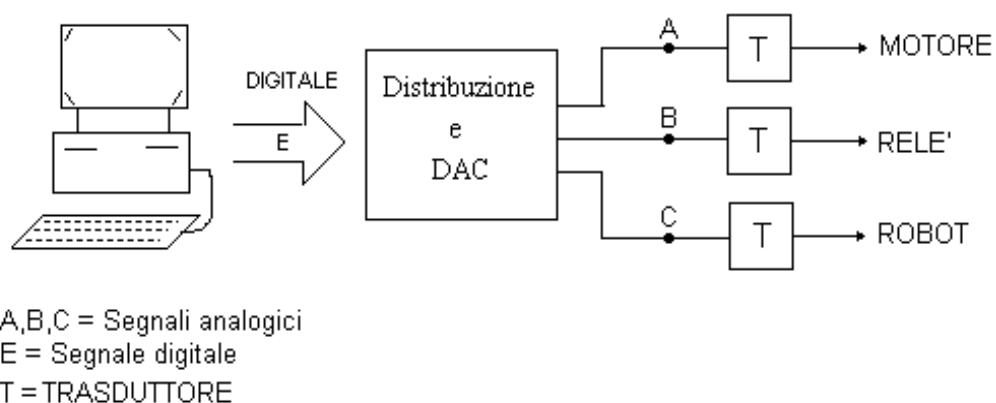 DIGITALE
E
Distribuzione
e
DAC
A
T
MOTORE
B
T
RELE'
C
T
ROBOT
A,B,C = Segnali analogici
E = Segnale digitale
T = TRASDUTTORE